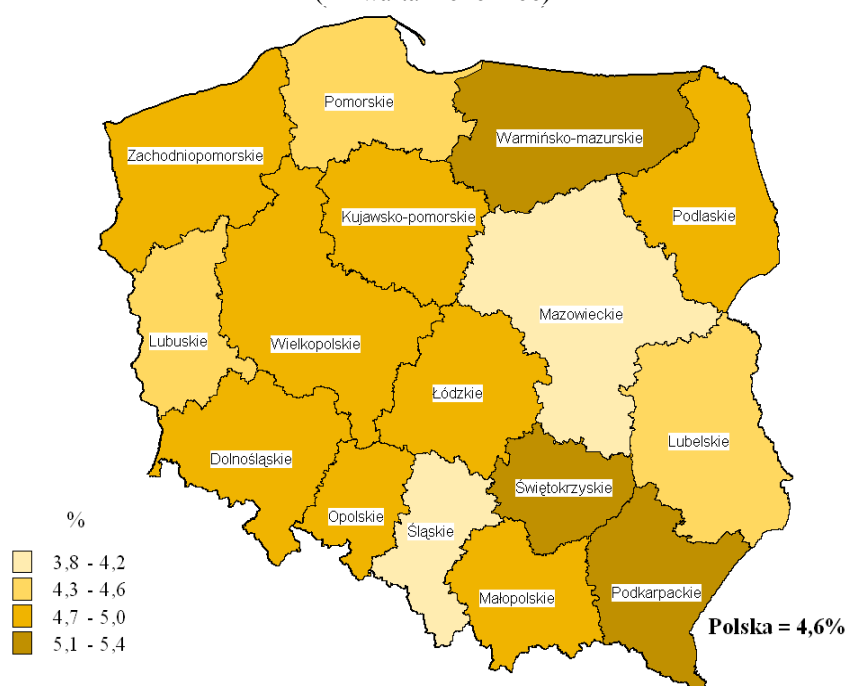 Pomorskie
Warmińsko-mazurskie
Zachodniopomorskie
Kujawsko-pomorskie
Podlaskie
Mazowieckie
Lubuskie
Wielkopolskie
Łódzkie
Lubelskie
Dolnośląskie
Świętokrzyskie
Opolskie
Śląskie
Małopolskie
Podkarpackie
%
3,8 - 4,2
4,3 - 4,6
4,7 - 5,0
5,1 - 5,4
Polska = 4,6%